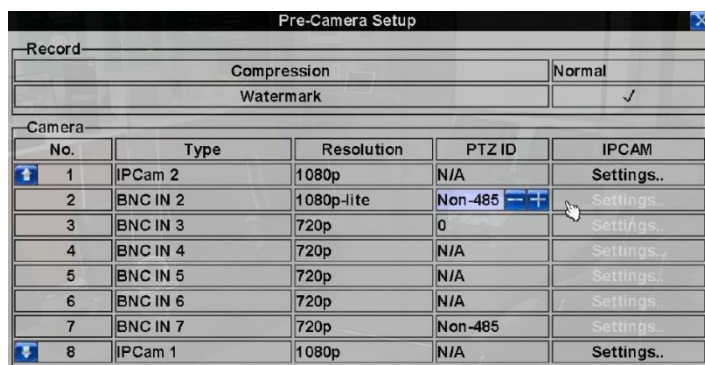 Pre-Camera Setup
Record
Compression Normal
Watermark ✓
Camera
No. Type Resolution PTZ ID IPCAM
1 IPCam 2 1080p N/A Settings..
2 BNC IN 2 1080p-lite Non-485 Settings..
3 BNC IN 3 720p 0 Settings..
4 BNC IN 4 720p N/A Settings..
5 BNC IN 5 720p N/A Settings..
6 BNC IN 6 720p N/A Settings..
7 BNC IN 7 720p Non-485 Settings..
8 IPCam 1 1080p N/A Settings..